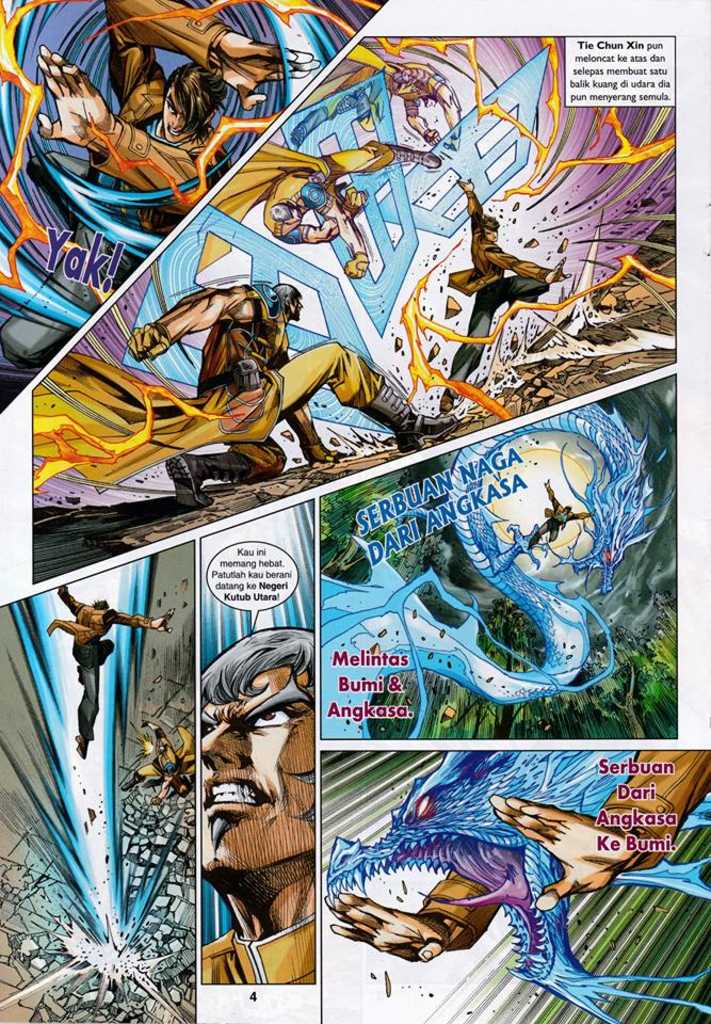 Yak!
Tie Chun Xin pun
meloncat ke atas dan
selepas membuat satu
balik kuang di udara dia
pun menyerang semula.
SERBUAN NAGA
DARI ANGKASA
Melintas
Bumi &
Angkasa.
Kau ini
memang hebat.
Patutlah kau berani
datang ke Negeri
Kutub Utara!
Serbuan
Dari
Angkasa
Ke Bumi.
4